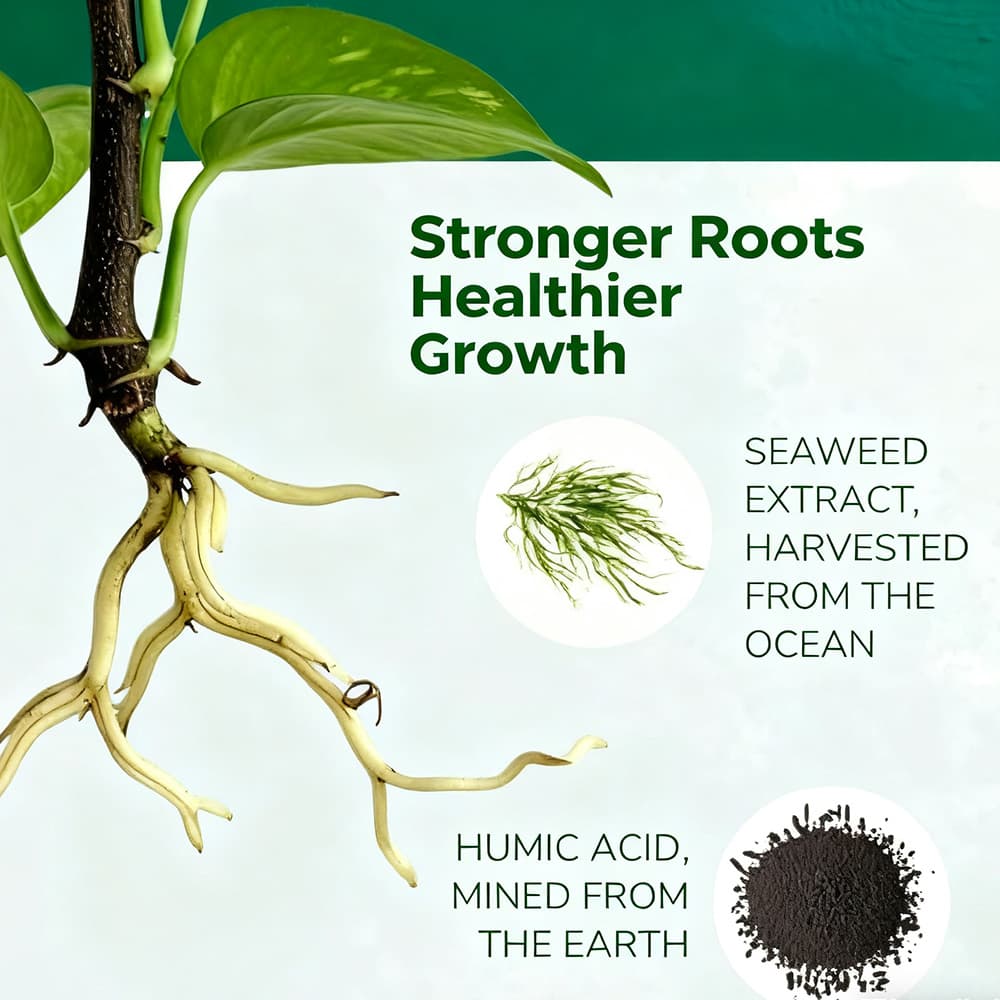 Stronger Roots
Healthier
Growth
SEAWEED
EXTRACT,
HARVESTED
FROM THE
OCEAN
HUMIC ACID,
MINED FROM
THE EARTH